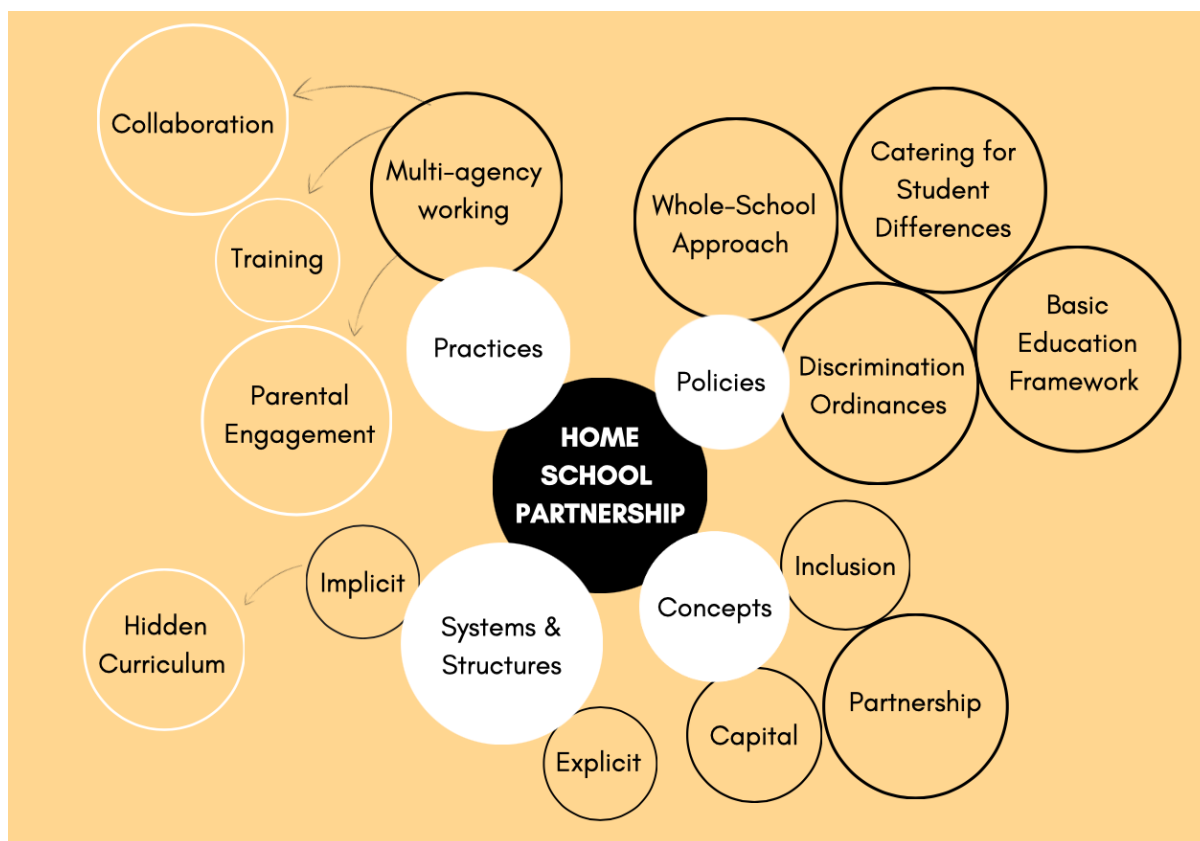 Collaboration
Multi-agency
working
Training
Parental
Engagement
Practices
Whole-School
Approach
Catering for
Student
Differences
Basic
Education
Framework
Discrimination
Ordinances
Policies
HOME
SCHOOL
PARTNERSHIP
Implicit
Hidden
Curriculum
Systems &
Structures
Explicit
Concepts
Inclusion
Capital
Partnership